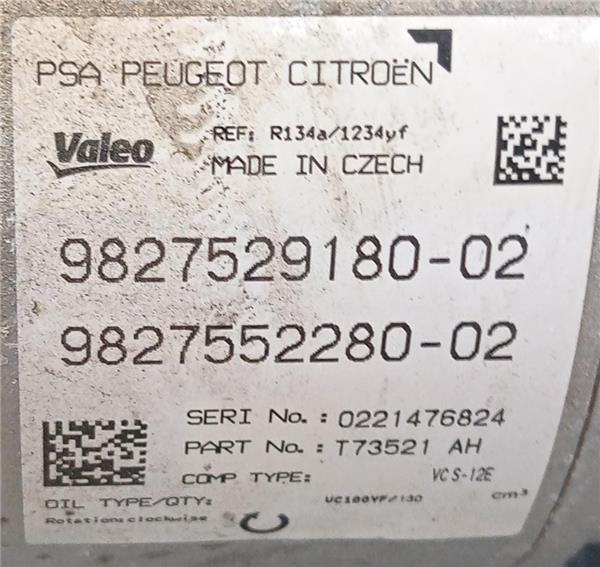 PSA PEUGEOT CITROËN
Valeo
REF: R134a/1234yf
MADE IN CZECH
9827529180-02
9827552280-02
SERI No.: 0221476824
PART No.: T73521 AH
COMP TYPE: VCS-12E
OIL TYPE/QTY: VC100YF/130 cm³
Rotation:clockwise